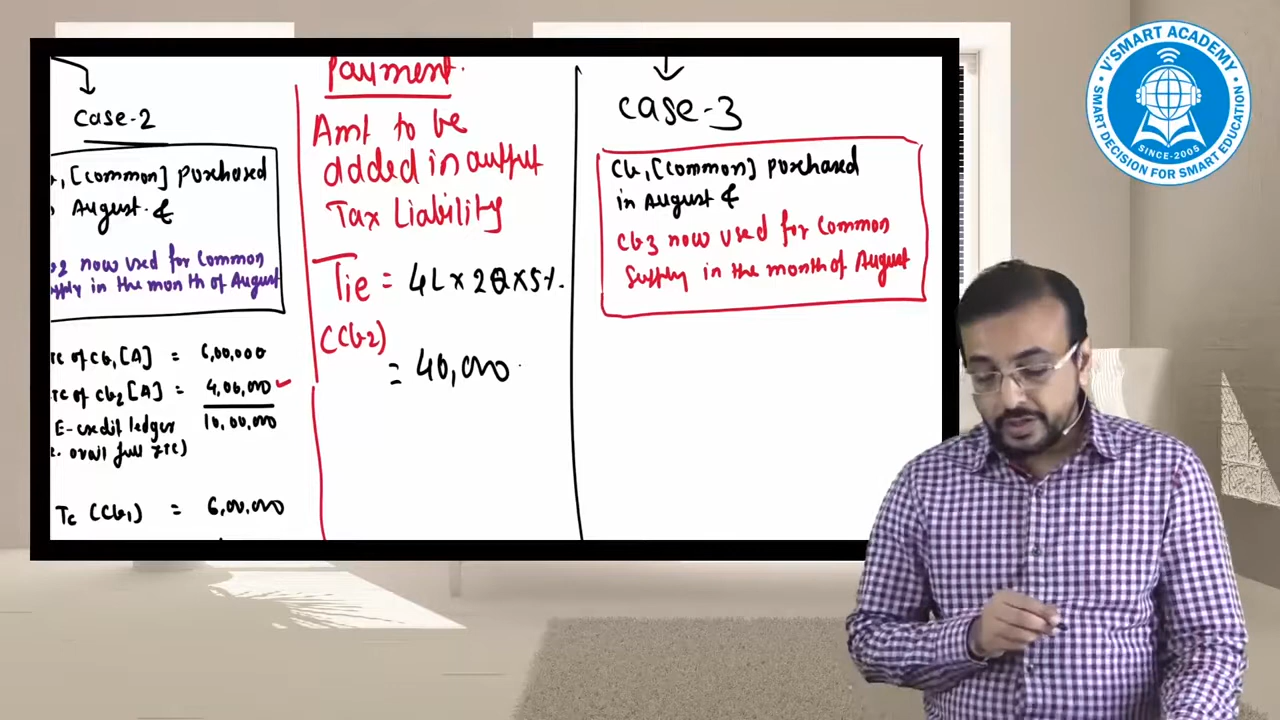 Case-2
[Common] purchased
August. &
now used for Common
in the month of August
of CG1 [A] = 6,00,000
of CG2 [A] = 4,00,000
E-credit ledger 10,00,000
avail full ITC)
Tc (CG1) = 6,00,000
Payment.
Amt to be
added in output
Tax Liability
Tie = 4L x 2Q x 5%.
(CG2)
= 40,000
Case-3
CG1 [Common] purchased
in August &
CG3 now used for Common
Supply in the month of August
V'SMART ACADEMY
SINCE-2005
SMART DECISION FOR SMART EDUCATION